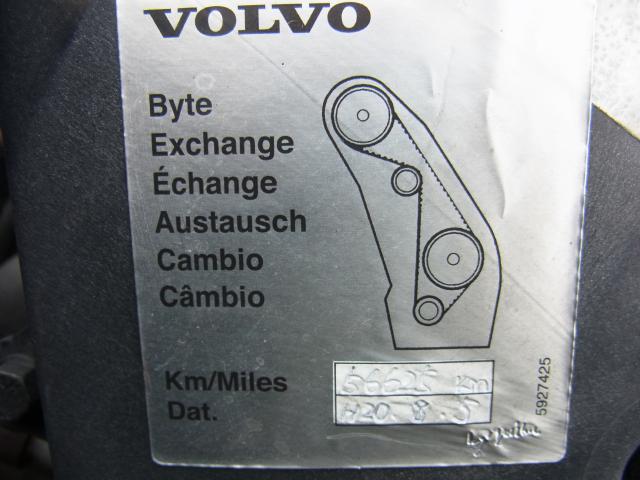 VOLVO
Byte
Exchange
Échange
Austausch
Cambio
Câmbio
Km/Miles 56625 Km
Dat. H20.8.5
5927425